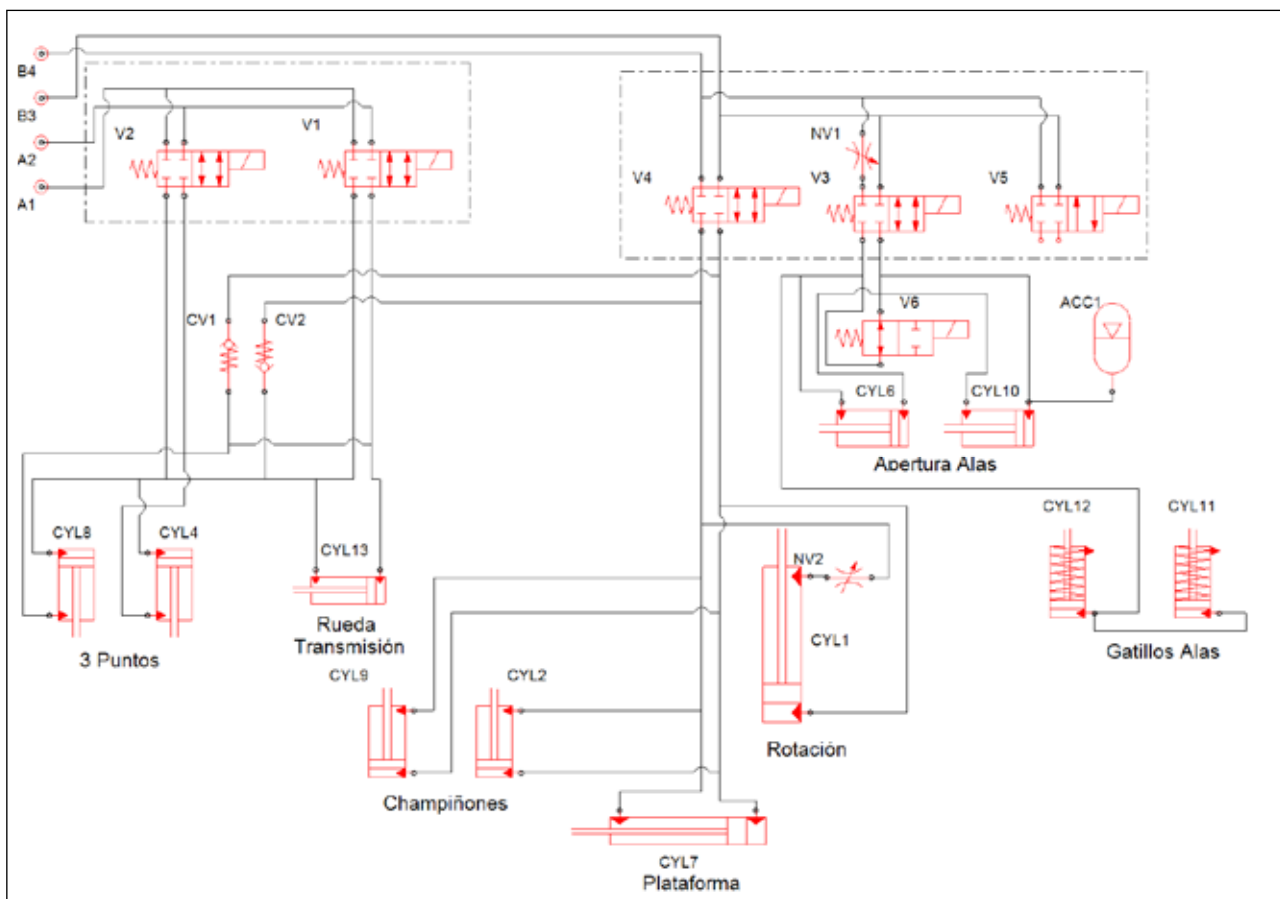 B4
B3
A2
A1
V2
V1
NV1
V4
V3
V5
CV1
CV2
V6
ACC1
CYL6
CYL10
Apertura Alas
CYL8
CYL4
CYL13
CYL12
CYL11
NV2
CYL1
Rueda
Transmisión
3 Puntos
Gatillos Alas
CYL9
CYL2
Rotación
Champiñones
CYL7
Plataforma